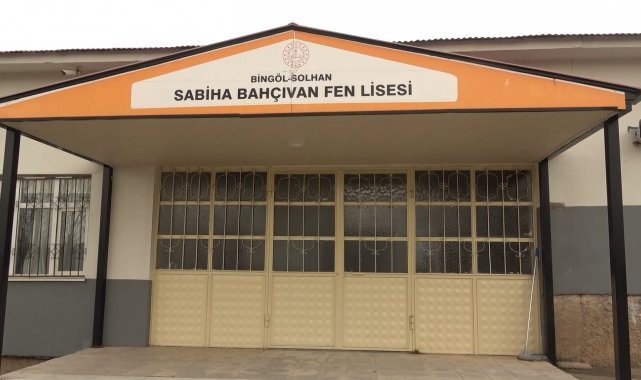 BİNGÖL-SOLHAN
SABİHA BAHÇIVAN FEN LİSESİ